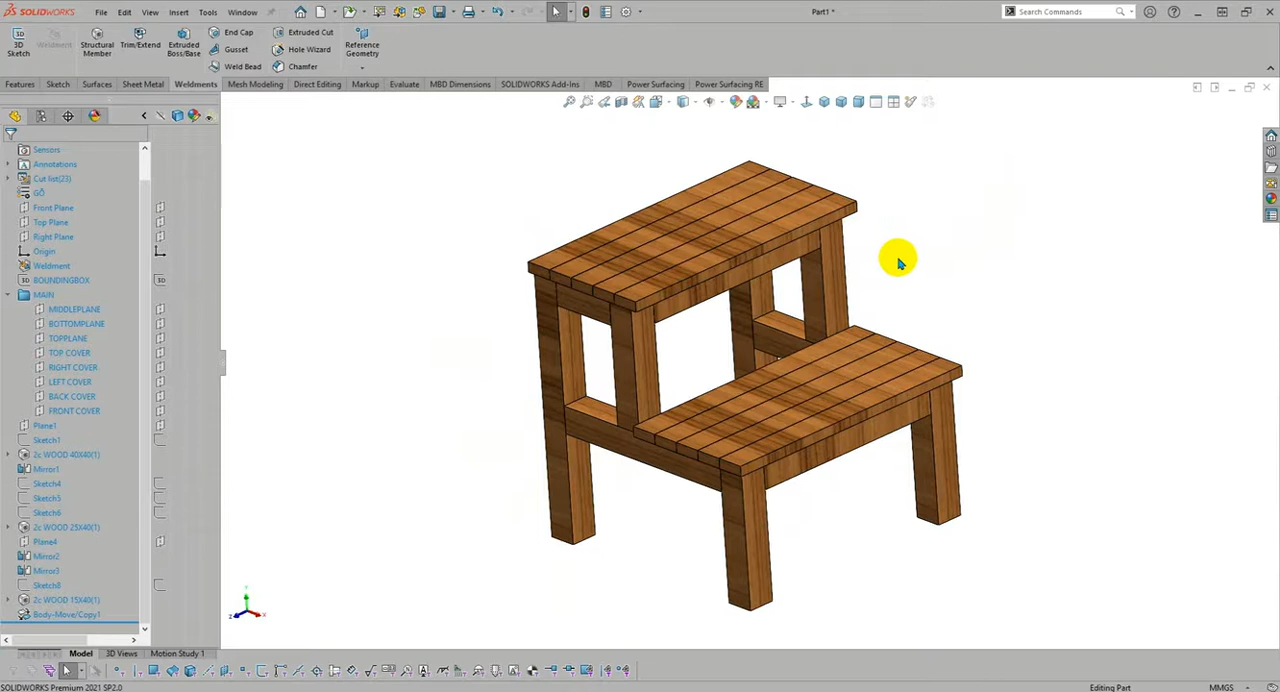 SOLIDWORKS File Edit View Insert Tools Window Part1 * Search Commands
3D Sketch Weldment Structural Member Trim/Extend Extruded Boss/Base End Cap Gusset Weld Bead Extruded Cut Hole Wizard Chamfer Reference Geometry
Features Sketch Surfaces Sheet Metal Weldments Mesh Modeling Direct Editing Markup Evaluate MBD Dimensions SOLIDWORKS Add-Ins MBD Power Surfacing Power Surfacing RE
Sensors
Annotations
Cut list(23)
GỖ
Front Plane
Top Plane
Right Plane
Origin
Weldment
BOUNDINGBOX
MAIN
MIDDLEPLANE
BOTTOMPLANE
TOPPLANE
TOP COVER
RIGHT COVER
LEFT COVER
BACK COVER
FRONT COVER
Plane1
Sketch1
2c WOOD 40X40(1)
Mirror1
Sketch4
Sketch5
Sketch6
2c WOOD 25X40(1)
Plane4
Mirror2
Mirror3
Sketch8
2c WOOD 15X40(1)
Body-Move/Copy1
Model 3D Views Motion Study 1
SOLIDWORKS Premium 2021 SP2.0 Editing Part MMGS